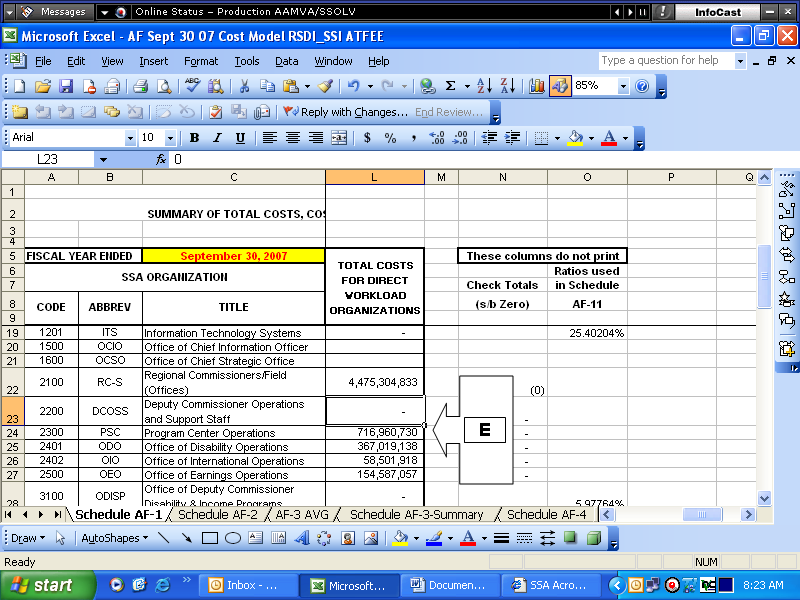 Messages Online Status – Production AAMVA/SSOLV InfoCast
Microsoft Excel - AF Sept 30 07 Cost Model RSDI_SSI ATFEE
File Edit View Insert Format Tools Data Window Help Type a question for help
85%
Reply with Changes... End Review...
Arial 10 B I U $ % ,
L23 fx 0
A B C L M N O P Q
1
2 SUMMARY OF TOTAL COSTS, COS
3
4
5 FISCAL YEAR ENDED September 30, 2007 These columns do not print
6 SSA ORGANIZATION TOTAL COSTS FOR DIRECT WORKLOAD ORGANIZATIONS Ratios used
7 Check Totals in Schedule
8 CODE ABBREV TITLE (s/b Zero) AF-11
9
19 1201 ITS Information Technology Systems - 25.40204%
20 1500 OCIO Office of Chief Information Officer
21 1600 OCSO Office of Chief Strategic Office
22 2100 RC-S Regional Commissioners/Field (Offices) 4,475,304,833 (0)
23 2200 DCOSS Deputy Commissioner Operations and Support Staff - -
E
24 2300 PSC Program Center Operations 716,960,730 -
25 2401 ODO Office of Disability Operations 367,019,138 -
26 2402 OIO Office of International Operations 58,501,918 -
27 2500 OEO Office of Earnings Operations 154,587,057 -
28 3100 ODISP Office of Deputy Commissioner Disability & Income Programs - - 5.97764%
Schedule AF-1 Schedule AF-2 AF-3 AVG Schedule AF-3-Summary Schedule AF-4
Draw AutoShapes
Ready NUM
start Inbox - ... Microsoft... Documen... SSA Acro... 8:23 AM